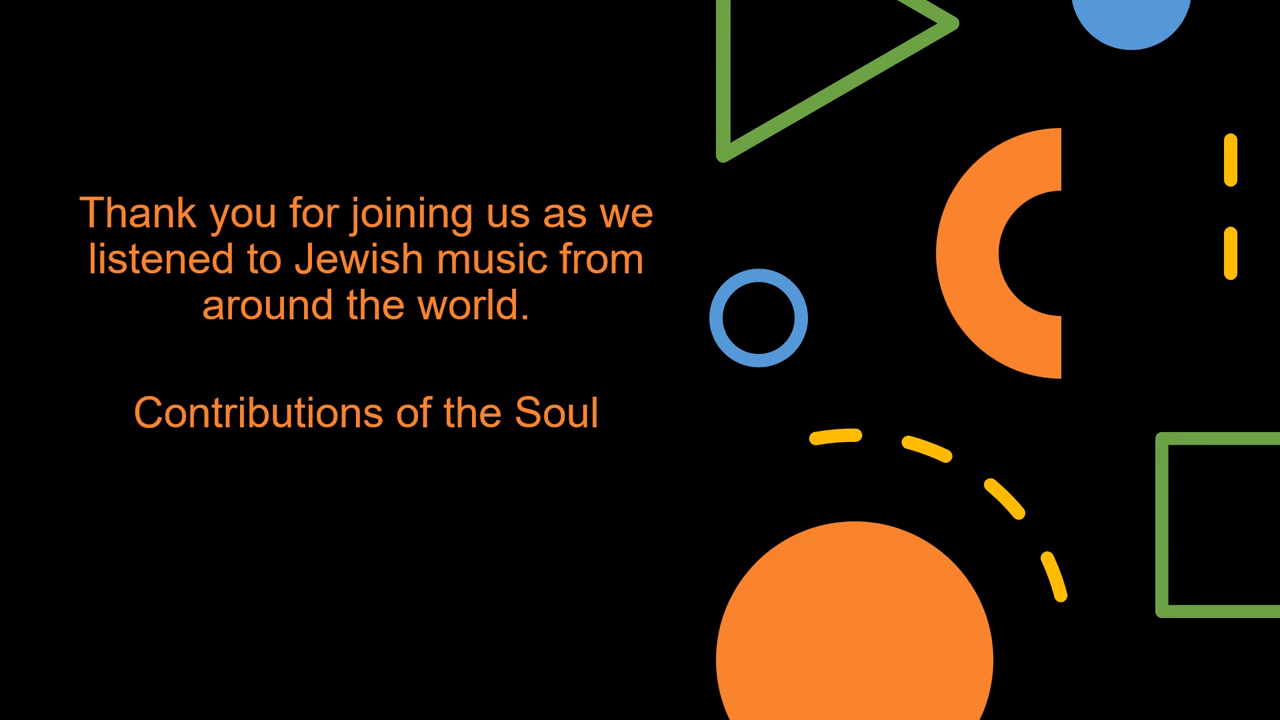 Thank you for joining us as we
listened to Jewish music from
around the world.
Contributions of the Soul